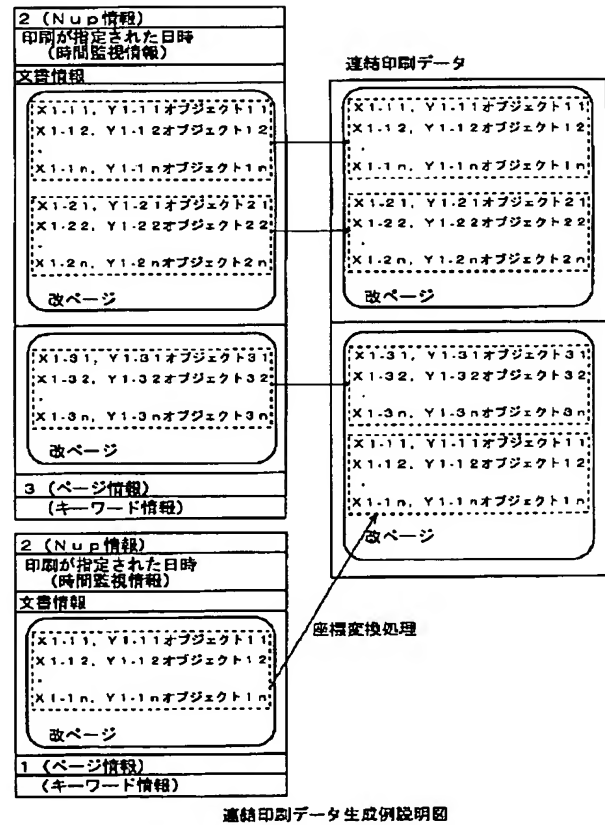 2 (Nup情報)
印刷が指定された日時
(時間監視情報)
文書情報
X1-11, Y1-11オブジェクト11
X1-12, Y1-12オブジェクト12
.
X1-1n, Y1-1nオブジェクト1n
X1-21, Y1-21オブジェクト21
X1-22, Y1-22オブジェクト22
.
X1-2n, Y1-2nオブジェクト2n
改ページ
X1-31, Y1-31オブジェクト31
X1-32, Y1-32オブジェクト32
.
X1-3n, Y1-3nオブジェクト3n
改ページ
3 (ページ情報)
(キーワード情報)
2 (Nup情報)
印刷が指定された日時
(時間監視情報)
文書情報
X1-11, Y1-11オブジェクト11
X1-12, Y1-12オブジェクト12
.
X1-1n, Y1-1nオブジェクト1n
改ページ
1 (ページ情報)
(キーワード情報)
連結印刷データ
X1-11, Y1-11オブジェクト11
X1-12, Y1-12オブジェクト12
.
X1-1n, Y1-1nオブジェクト1n
X1-21, Y1-21オブジェクト21
X1-22, Y1-22オブジェクト22
.
X1-2n, Y1-2nオブジェクト2n
改ページ
X1-31, Y1-31オブジェクト31
X1-32, Y1-32オブジェクト32
.
X1-3n, Y1-3nオブジェクト3n
X1-11, Y1-11オブジェクト11
X1-12, Y1-12オブジェクト12
.
X1-1n, Y1-1nオブジェクト1n
改ページ
座標変換処理
連結印刷データ生成例説明図